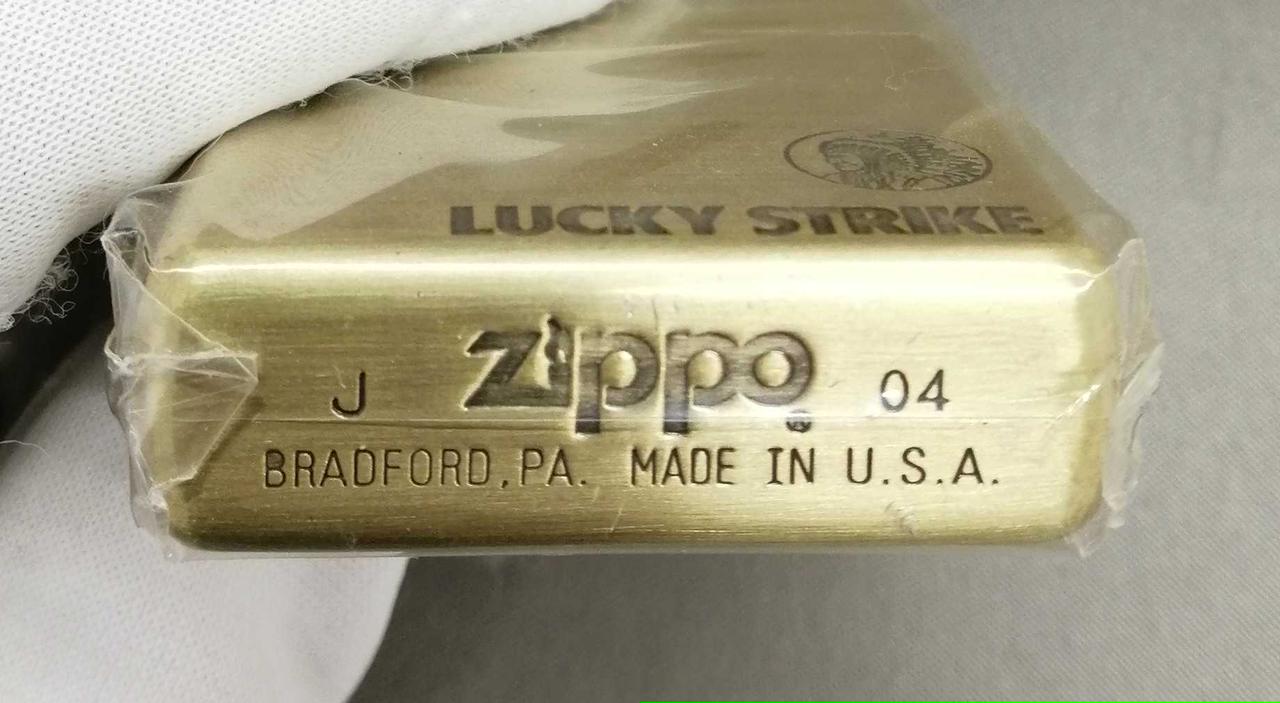 LUCKY STRIKE
J zippo 04
BRADFORD, PA. MADE IN U.S.A.